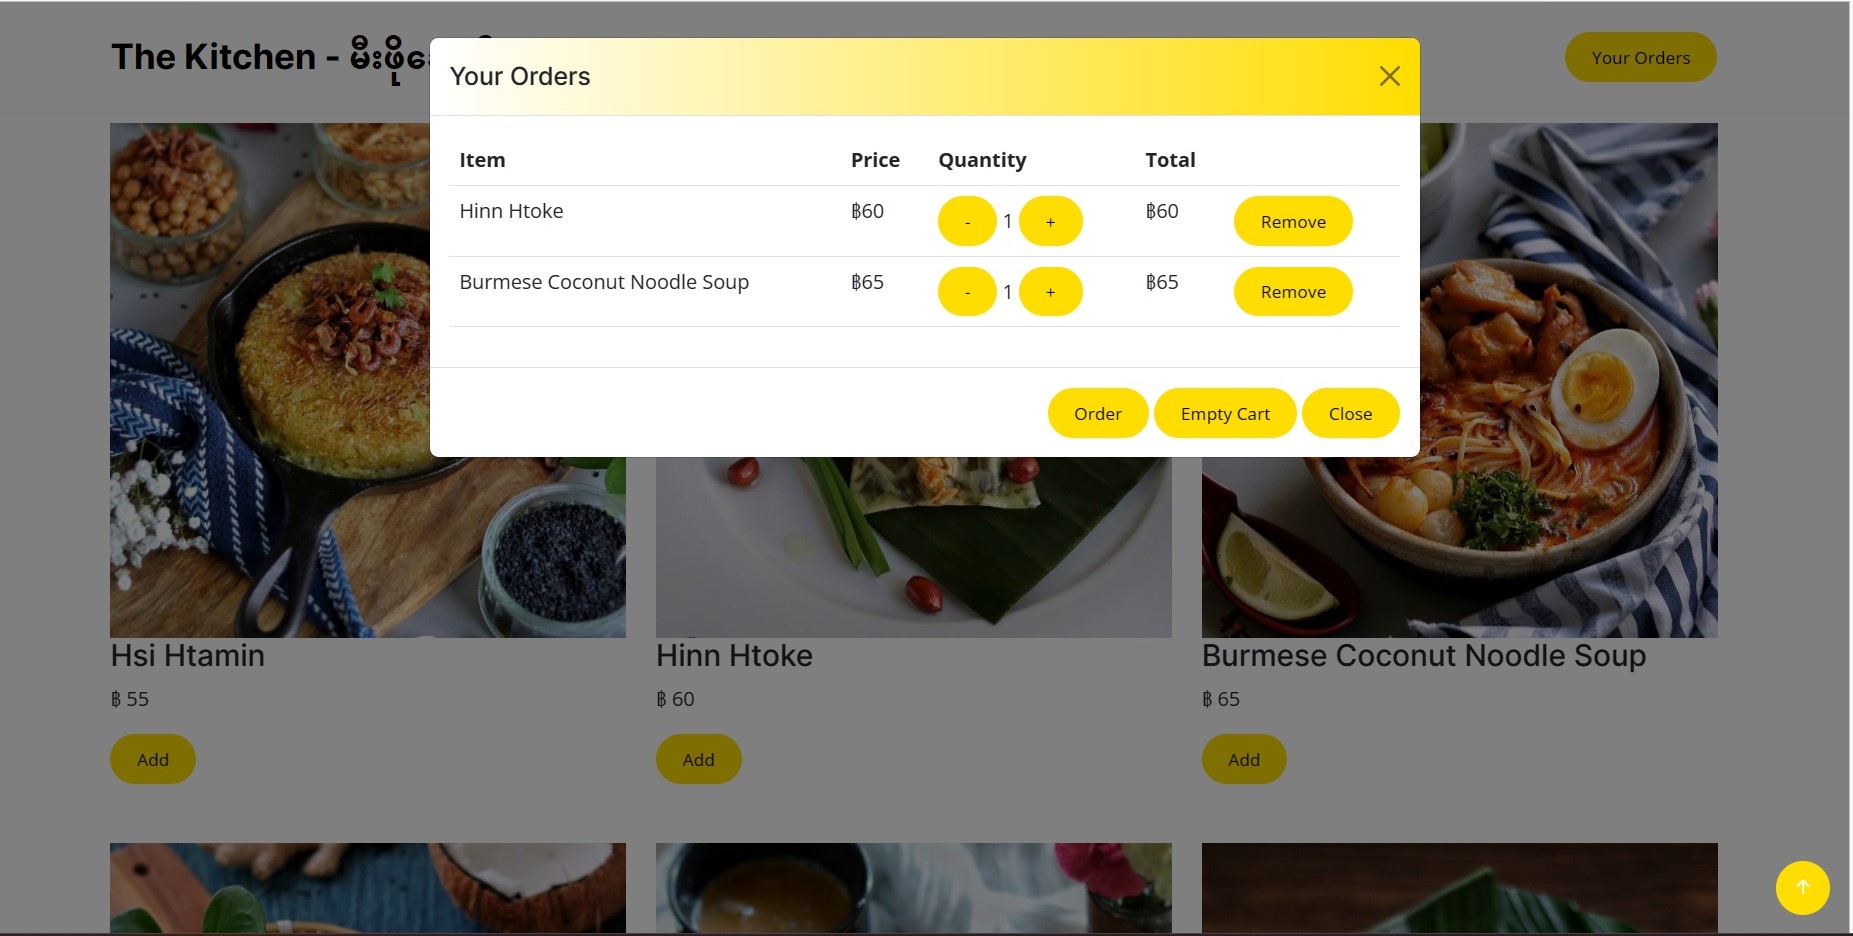 The Kitchen -
Your Orders
Your Orders
Item Price Quantity Total
Hinn Htoke ฿60 - 1 + ฿60 Remove
Burmese Coconut Noodle Soup ฿65 - 1 + ฿65 Remove
Order Empty Cart Close
Hsi Htamin Hinn Htoke Burmese Coconut Noodle Soup
฿ 55 ฿ 60 ฿ 65
Add Add Add